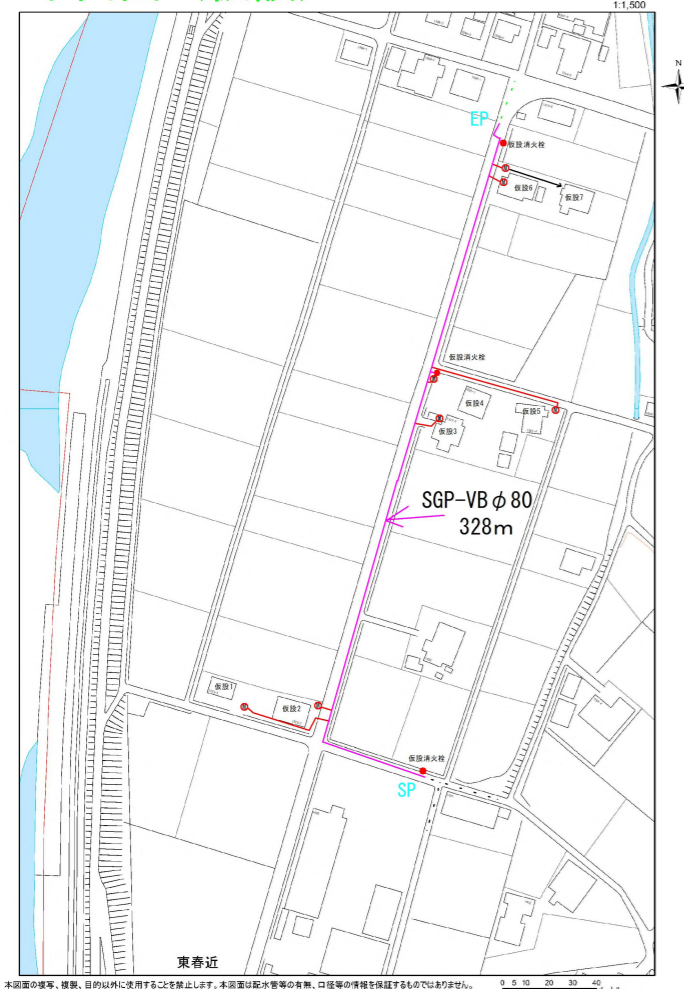 1:1,500
N
EP
仮設消火栓
仮設6
仮設7
仮設消火栓
仮設4
仮設5
仮設3
SGP-VBφ80
328m
仮設1
仮設2
仮設消火栓
SP
東春近
本図面の複写、複製、目的以外に使用することを禁止します。本図面は配水管等の有無、口径等の情報を保証するものではありません。
0 5 10 20 30 40